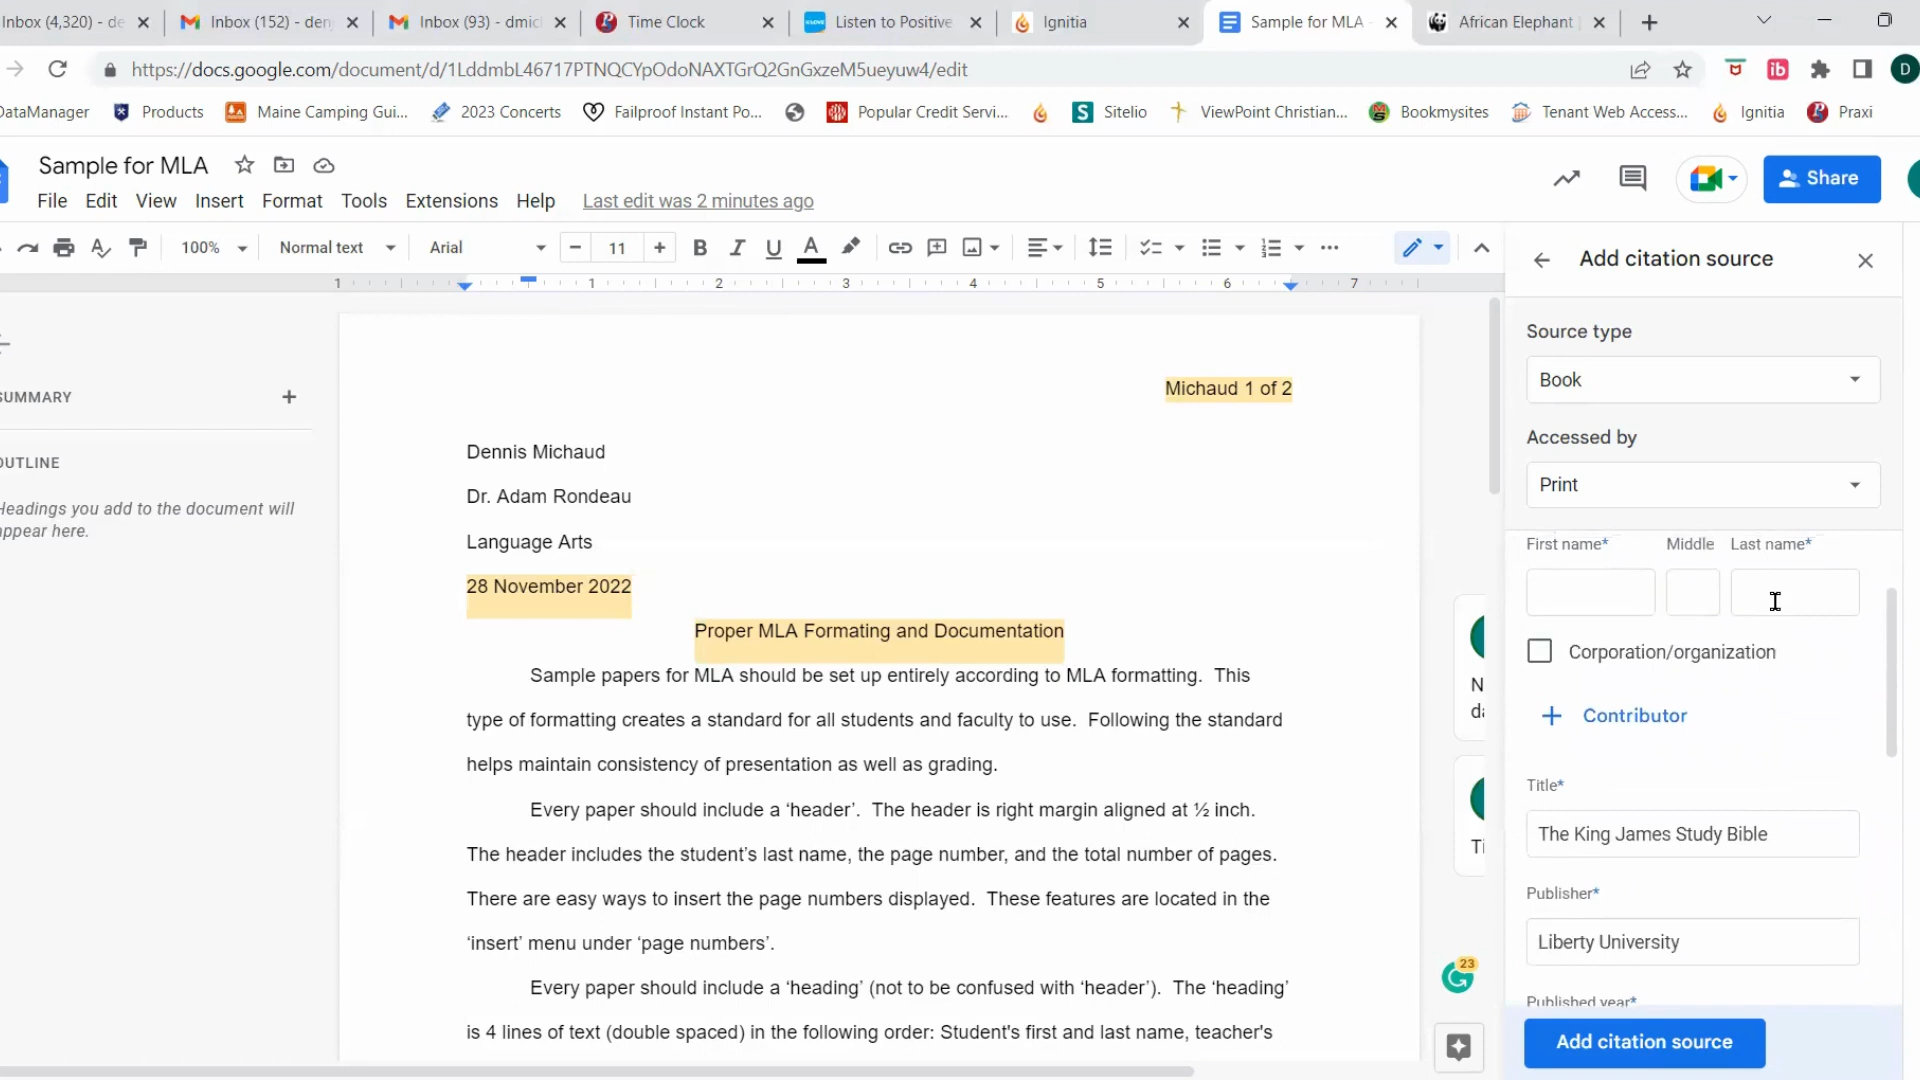 Inbox (4,320) - de
Inbox (152) - den
Inbox (93) - dmic
Time Clock
Listen to Positive
Ignitia
Sample for MLA -
African Elephant
https://docs.google.com/document/d/1LddmbL46717PTNQCYpOdoNAXTGrQ2GnGxzeM5ueyuw4/edit
D
DataManager
Products
Maine Camping Gui...
2023 Concerts
Failproof Instant Po...
Popular Credit Servi...
Sitelio
ViewPoint Christian...
Bookmysites
Tenant Web Access...
Ignitia
Praxi
Sample for MLA
File Edit View Insert Format Tools Extensions Help Last edit was 2 minutes ago
Share
100% Normal text Arial 11
Add citation source
1 1 2 3 4 5 6 7
Source type
Book
Accessed by
Print
First name* Middle Last name*
Corporation/organization
Contributor
Title*
The King James Study Bible
Publisher*
Liberty University
Published year*
Add citation source
SUMMARY
OUTLINE
Headings you add to the document will
appear here.
Michaud 1 of 2
Dennis Michaud
Dr. Adam Rondeau
Language Arts
28 November 2022
Proper MLA Formating and Documentation
Sample papers for MLA should be set up entirely according to MLA formatting. This
type of formatting creates a standard for all students and faculty to use. Following the standard
helps maintain consistency of presentation as well as grading.
Every paper should include a ‘header’. The header is right margin aligned at ½ inch.
The header includes the student’s last name, the page number, and the total number of pages.
There are easy ways to insert the page numbers displayed. These features are located in the
‘insert’ menu under ‘page numbers’.
Every paper should include a ‘heading’ (not to be confused with ‘header’). The ‘heading’
is 4 lines of text (double spaced) in the following order: Student's first and last name, teacher's
23